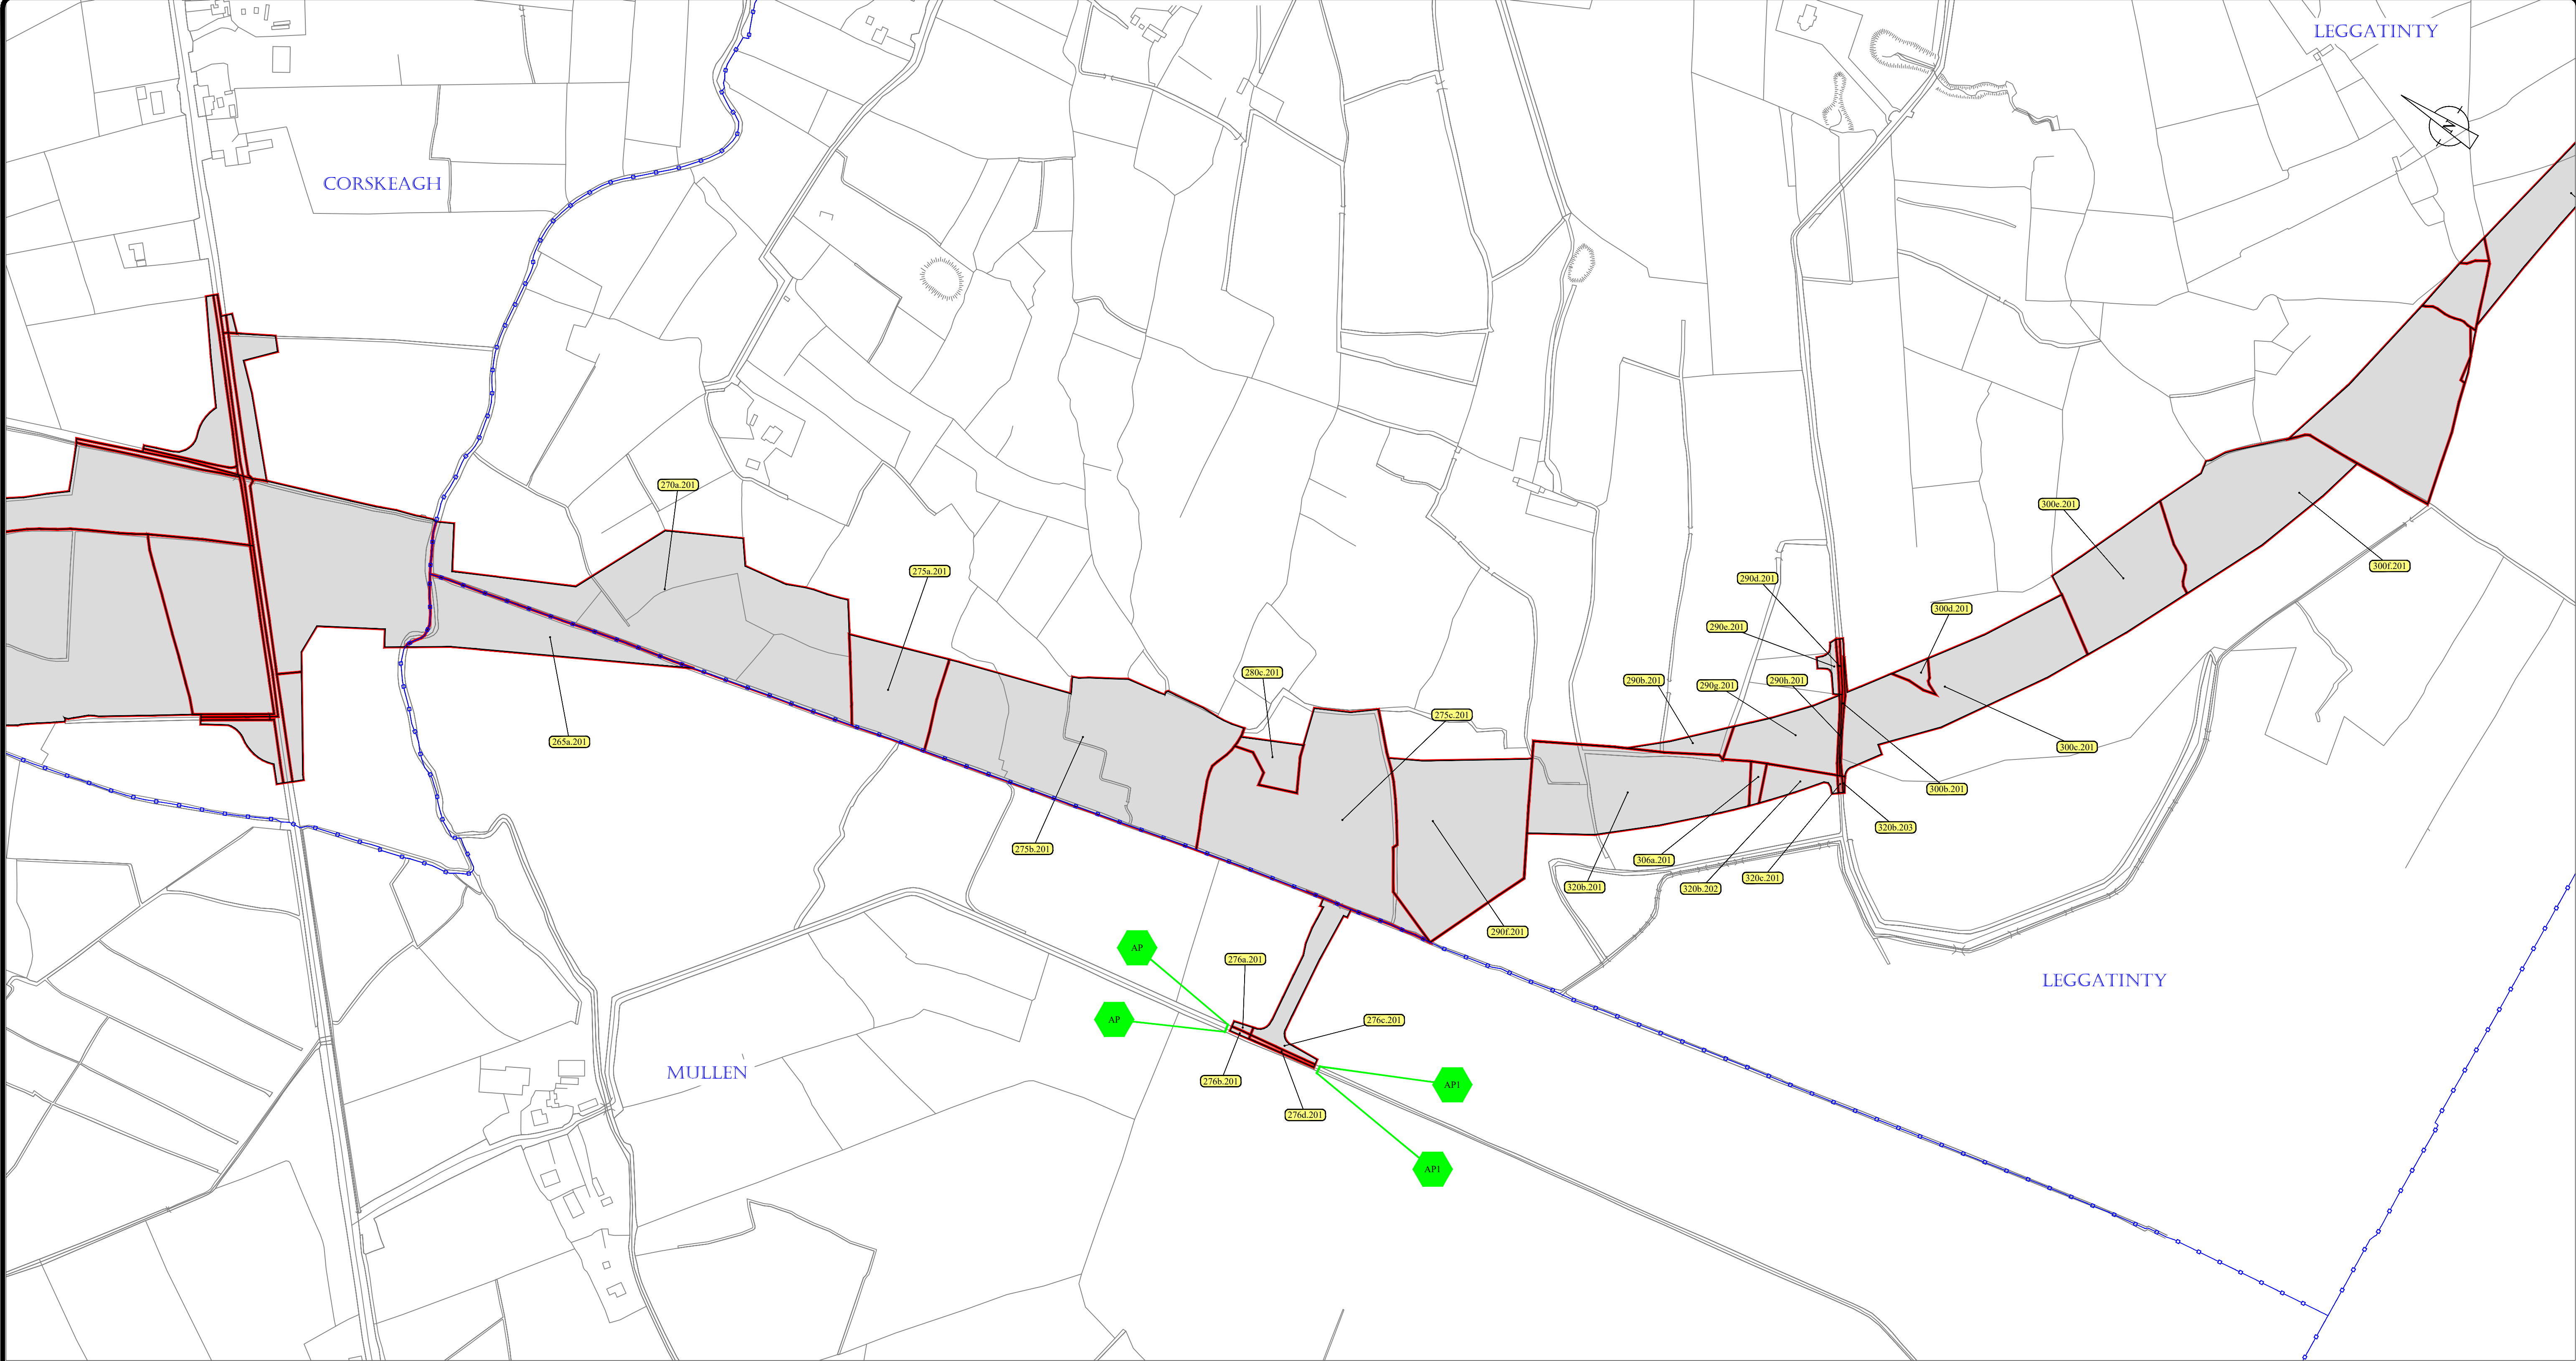 LEGGATINTY
CORSKEAGH
N
270a.201
300e.201
275a.201
300f.201
290d.201
300d.201
290e.201
280c.201
290b.201
290h.201
290g.201
275c.201
265a.201
300c.201
300b.201
320b.203
275b.201
306a.201
320c.201
320b.201
320b.202
290f.201
AP
276a.201
LEGGATINTY
AP
276c.201
MULLEN
276b.201
AP1
276d.201
AP1